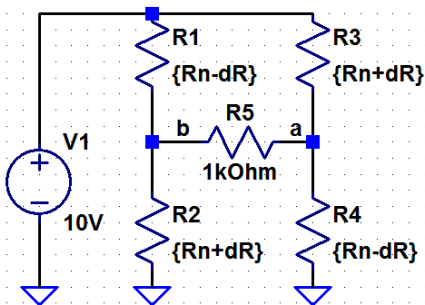 R1
{Rn-dR}
R3
{Rn+dR}
R5
b
a
1kOhm
V1
10V
R2
{Rn+dR}
R4
{Rn-dR}